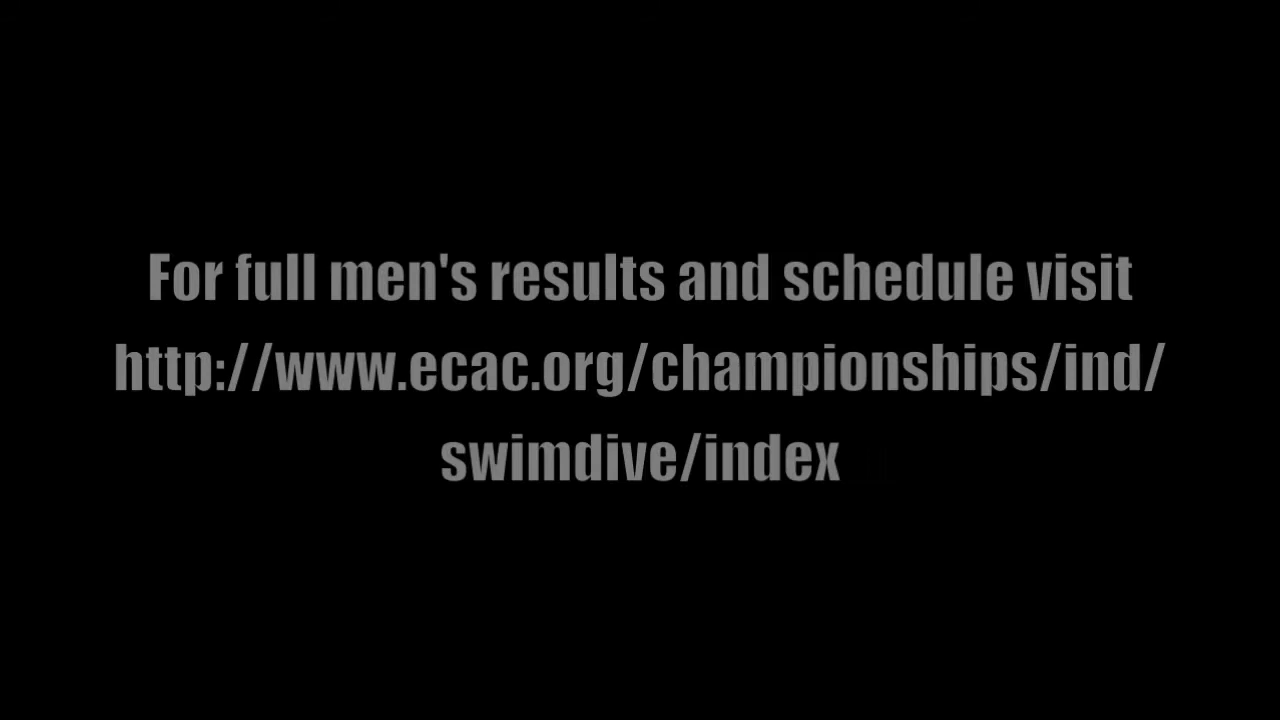 For full men's results and schedule visit
http://www.ecac.org/championships/ind/
swimdive/index